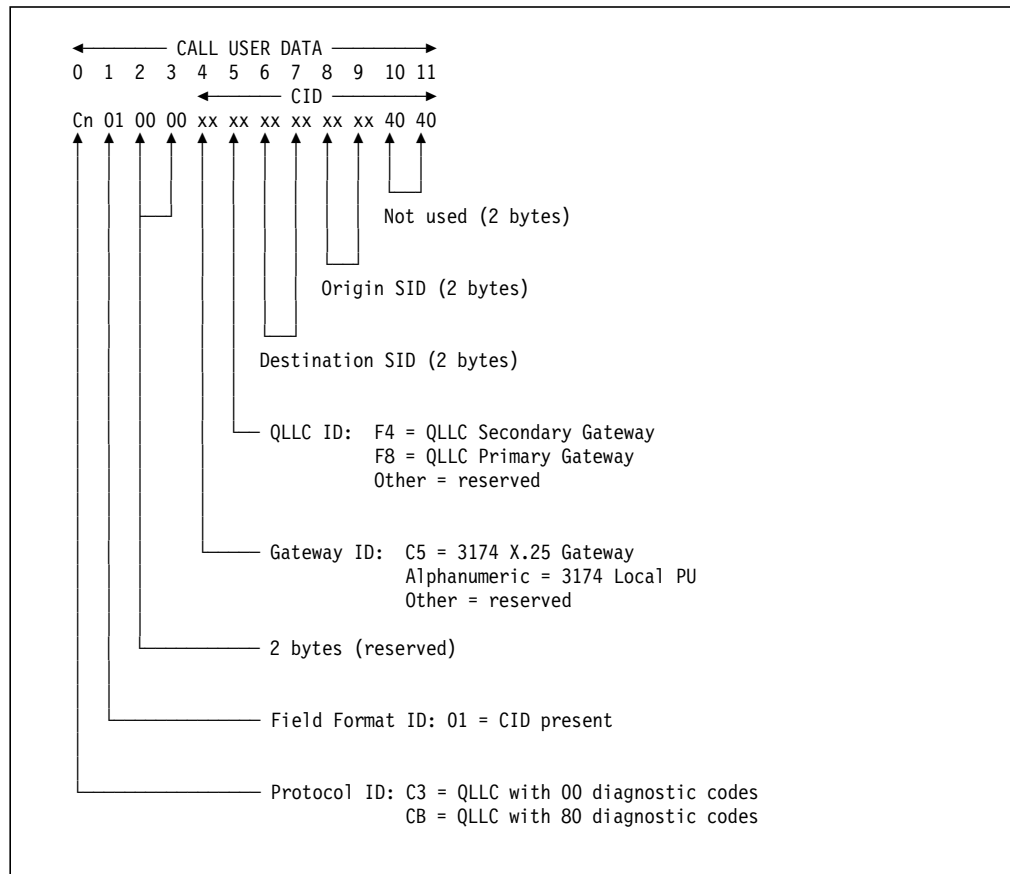 CALL USER DATA
0 1 2 3 4 5 6 7 8 9 10 11
CID
Cn 01 00 00 xx xx xx xx xx xx 40 40
Not used (2 bytes)
Origin SID (2 bytes)
Destination SID (2 bytes)
QLLC ID: F4 = QLLC Secondary Gateway
F8 = QLLC Primary Gateway
Other = reserved
Gateway ID: C5 = 3174 X.25 Gateway
Alphanumeric = 3174 Local PU
Other = reserved
2 bytes (reserved)
Field Format ID: 01 = CID present
Protocol ID: C3 = QLLC with 00 diagnostic codes
CB = QLLC with 80 diagnostic codes